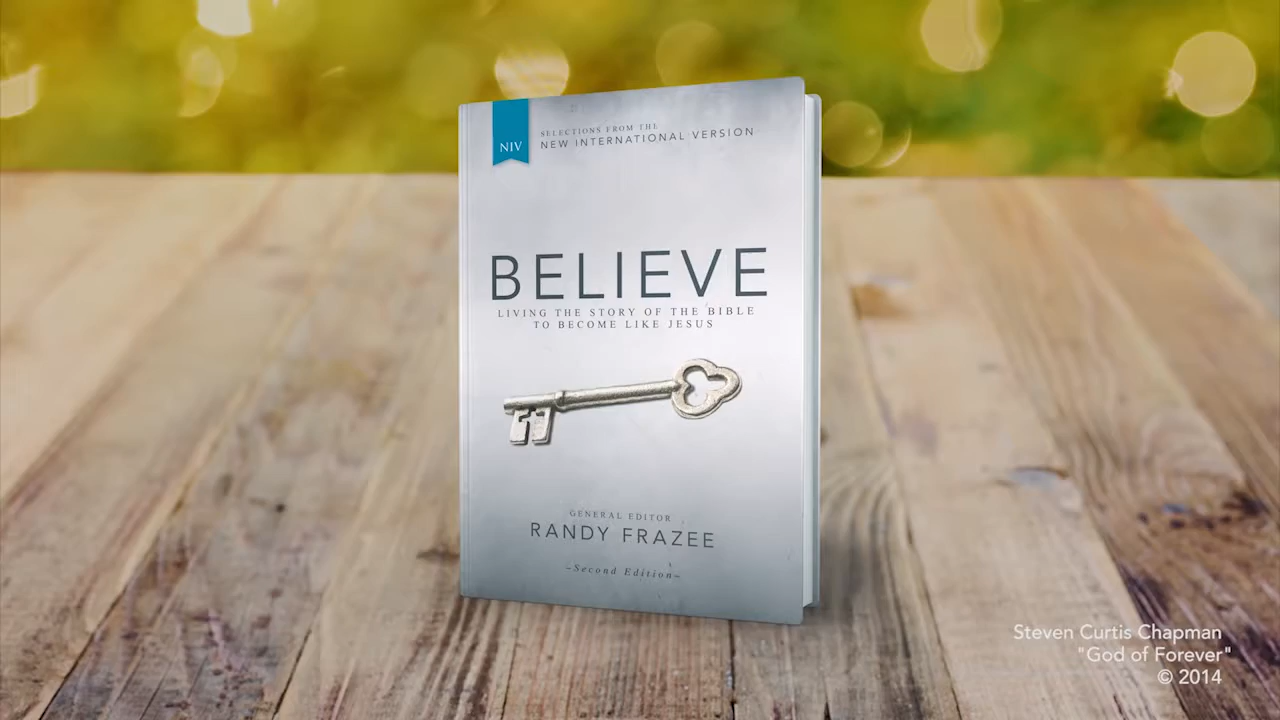 NIV
SELECTIONS FROM THE
NEW INTERNATIONAL VERSION
BELIEVE
LIVING THE STORY OF THE BIBLE
TO BECOME LIKE JESUS
GENERAL EDITOR
RANDY FRAZEE
–Second Edition–
Steven Curtis Chapman
"God of Forever"
© 2014